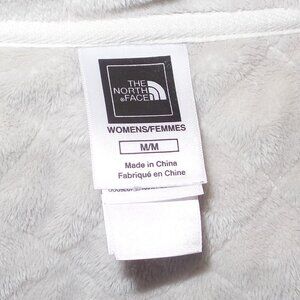 THE
NORTH
FACE
WOMENS/FEMMES
M/M
Made in China
Fabriqué en Chine